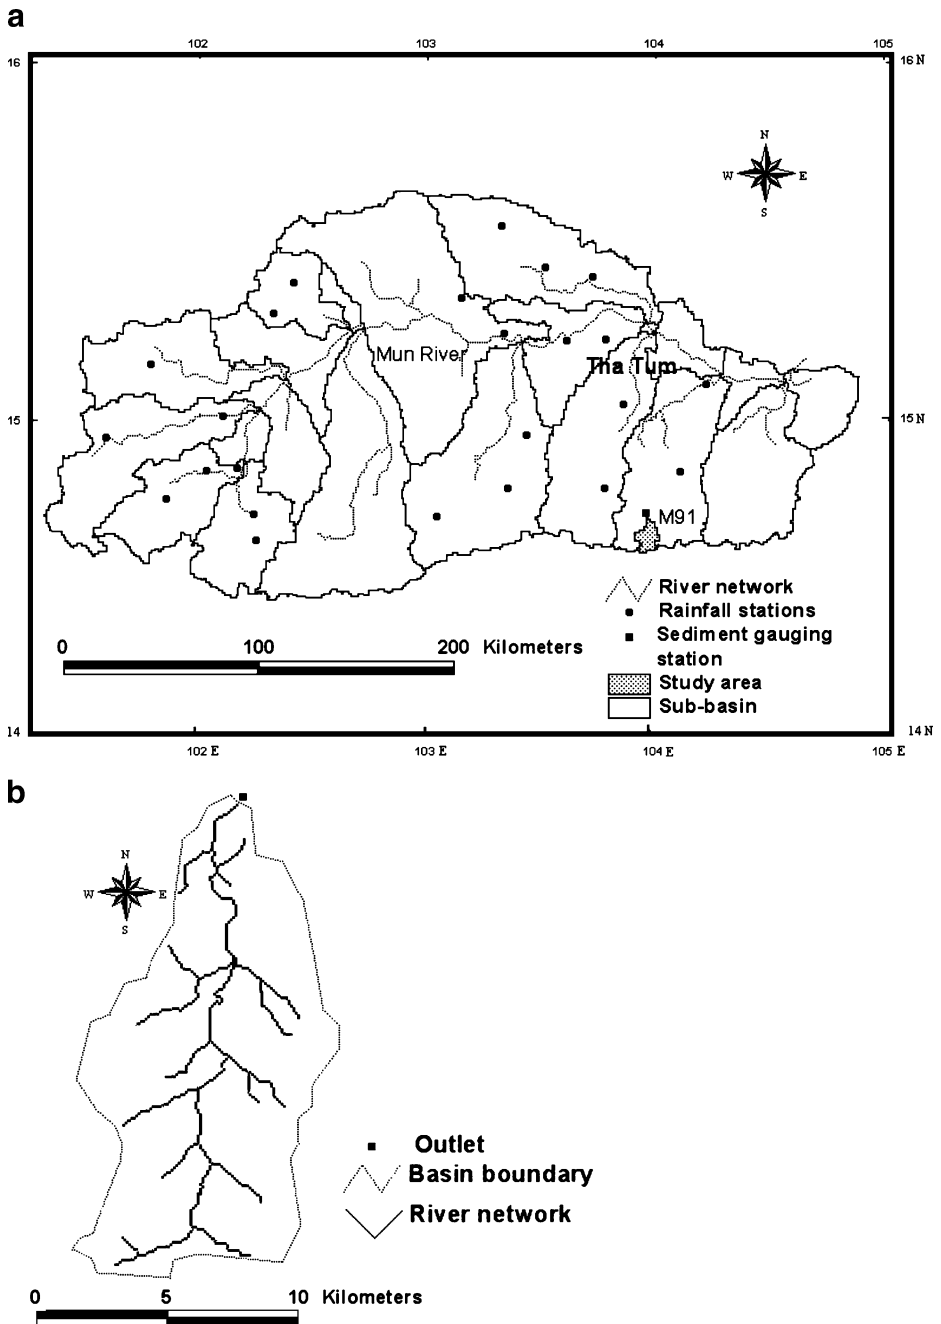 a
102 103 104 105
16 16 N
N
W E
S
Mun River
Tha Tum
15 15 N
M91
River network
Rainfall stations
Sediment gauging
station
Study area
Sub-basin
0 100 200 Kilometers
14 14 N
102 E 103 E 104 E 105 E
b
N
W E
S
Outlet
Basin boundary
River network
0 5 10 Kilometers